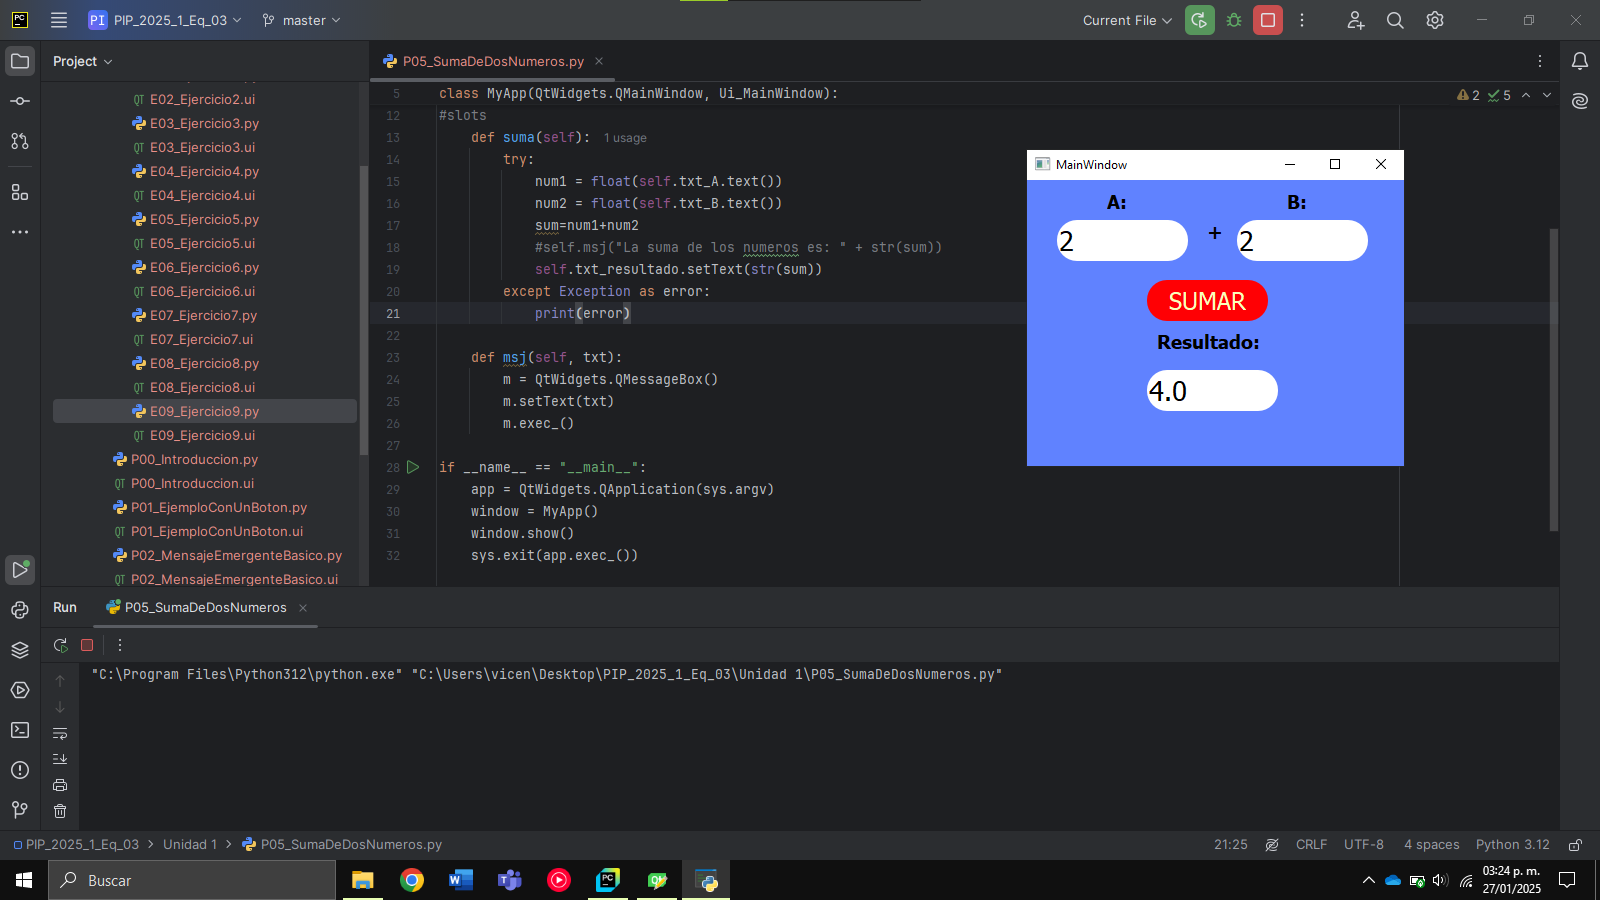 PC
PI PIP_2025_1_Eq_03 master Current File
Project
P05_SumaDeDosNumeros.py
E02_Ejercicio2.ui
E03_Ejercicio3.py
E03_Ejercicio3.ui
E04_Ejercicio4.py
E04_Ejercicio4.ui
E05_Ejercicio5.py
E05_Ejercicio5.ui
E06_Ejercicio6.py
E06_Ejercicio6.ui
E07_Ejercicio7.py
E07_Ejercicio7.ui
E08_Ejercicio8.py
E08_Ejercicio8.ui
E09_Ejercicio9.py
E09_Ejercicio9.ui
P00_Introduccion.py
P00_Introduccion.ui
P01_EjemploConUnBoton.py
P01_EjemploConUnBoton.ui
P02_MensajeEmergenteBasico.py
P02_MensajeEmergenteBasico.ui
5 class MyApp(QtWidgets.QMainWindow, Ui_MainWindow):
2 5
12 #slots
13 def suma(self): 1 usage
14 try:
15 num1 = float(self.txt_A.text())
16 num2 = float(self.txt_B.text())
17 sum=num1+num2
18 #self.msj("La suma de los numeros es: " + str(sum))
19 self.txt_resultado.setText(str(sum))
20 except Exception as error:
21 print(error)
22
23 def msj(self, txt):
24 m = QtWidgets.QMessageBox()
25 m.setText(txt)
26 m.exec_()
27
28 if __name__ == "__main__":
29 app = QtWidgets.QApplication(sys.argv)
30 window = MyApp()
31 window.show()
32 sys.exit(app.exec_())
MainWindow
A: B:
2 + 2
SUMAR
Resultado:
4.0
Run P05_SumaDeDosNumeros
"C:\Program Files\Python312\python.exe" "C:\Users\vicen\Desktop\PIP_2025_1_Eq_03\Unidad 1\P05_SumaDeDosNumeros.py"
PIP_2025_1_Eq_03 > Unidad 1 > P05_SumaDeDosNumeros.py
21:25 CRLF UTF-8 4 spaces Python 3.12
Buscar
03:24 p. m.
27/01/2025